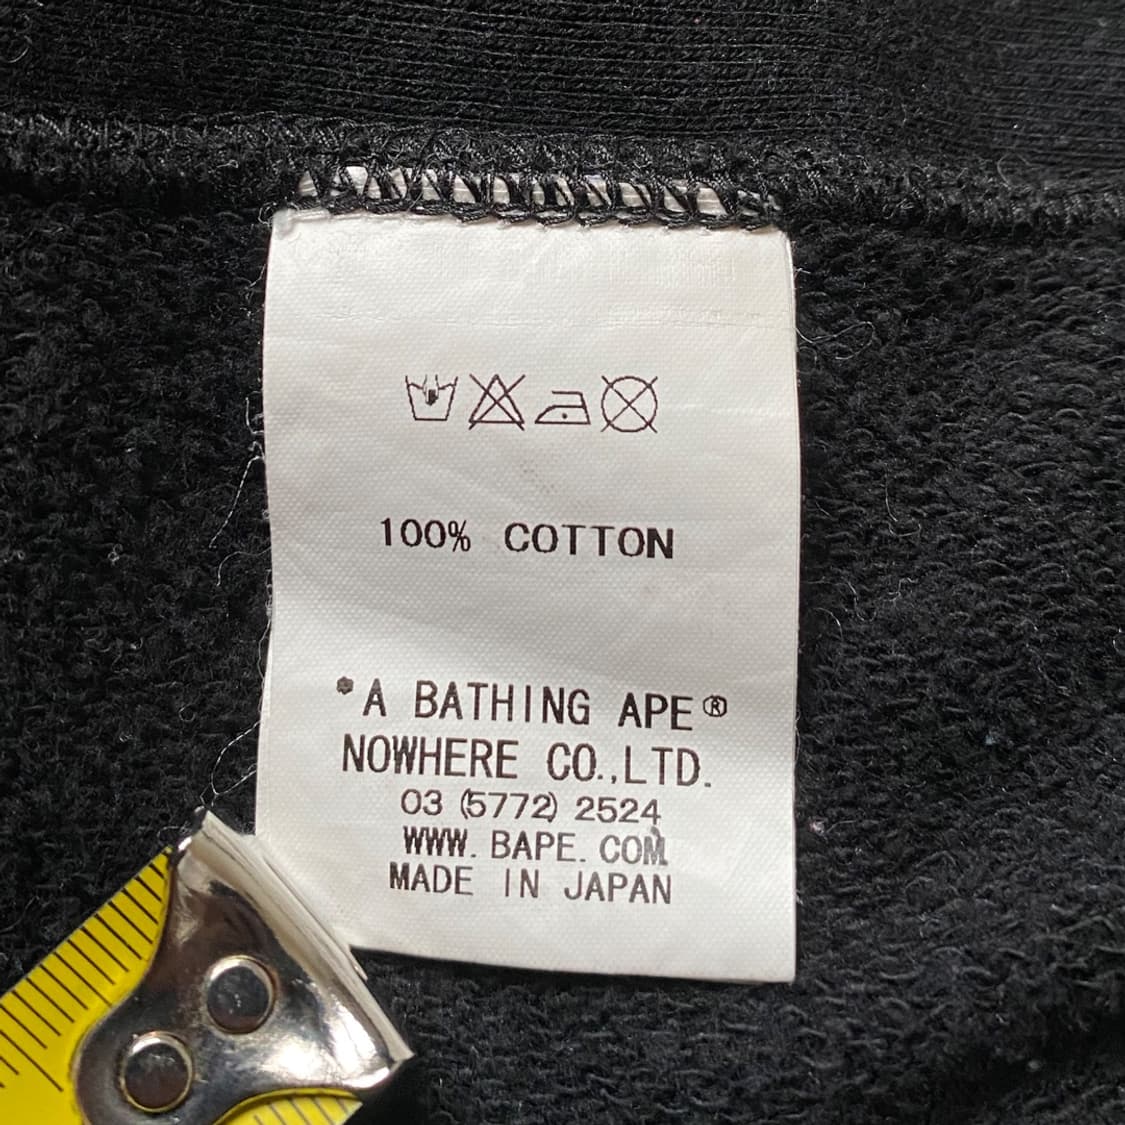 100% COTTON
*A BATHING APE®
NOWHERE CO.,LTD.
03 (5772) 2524
WWW. BAPE. COM
MADE IN JAPAN